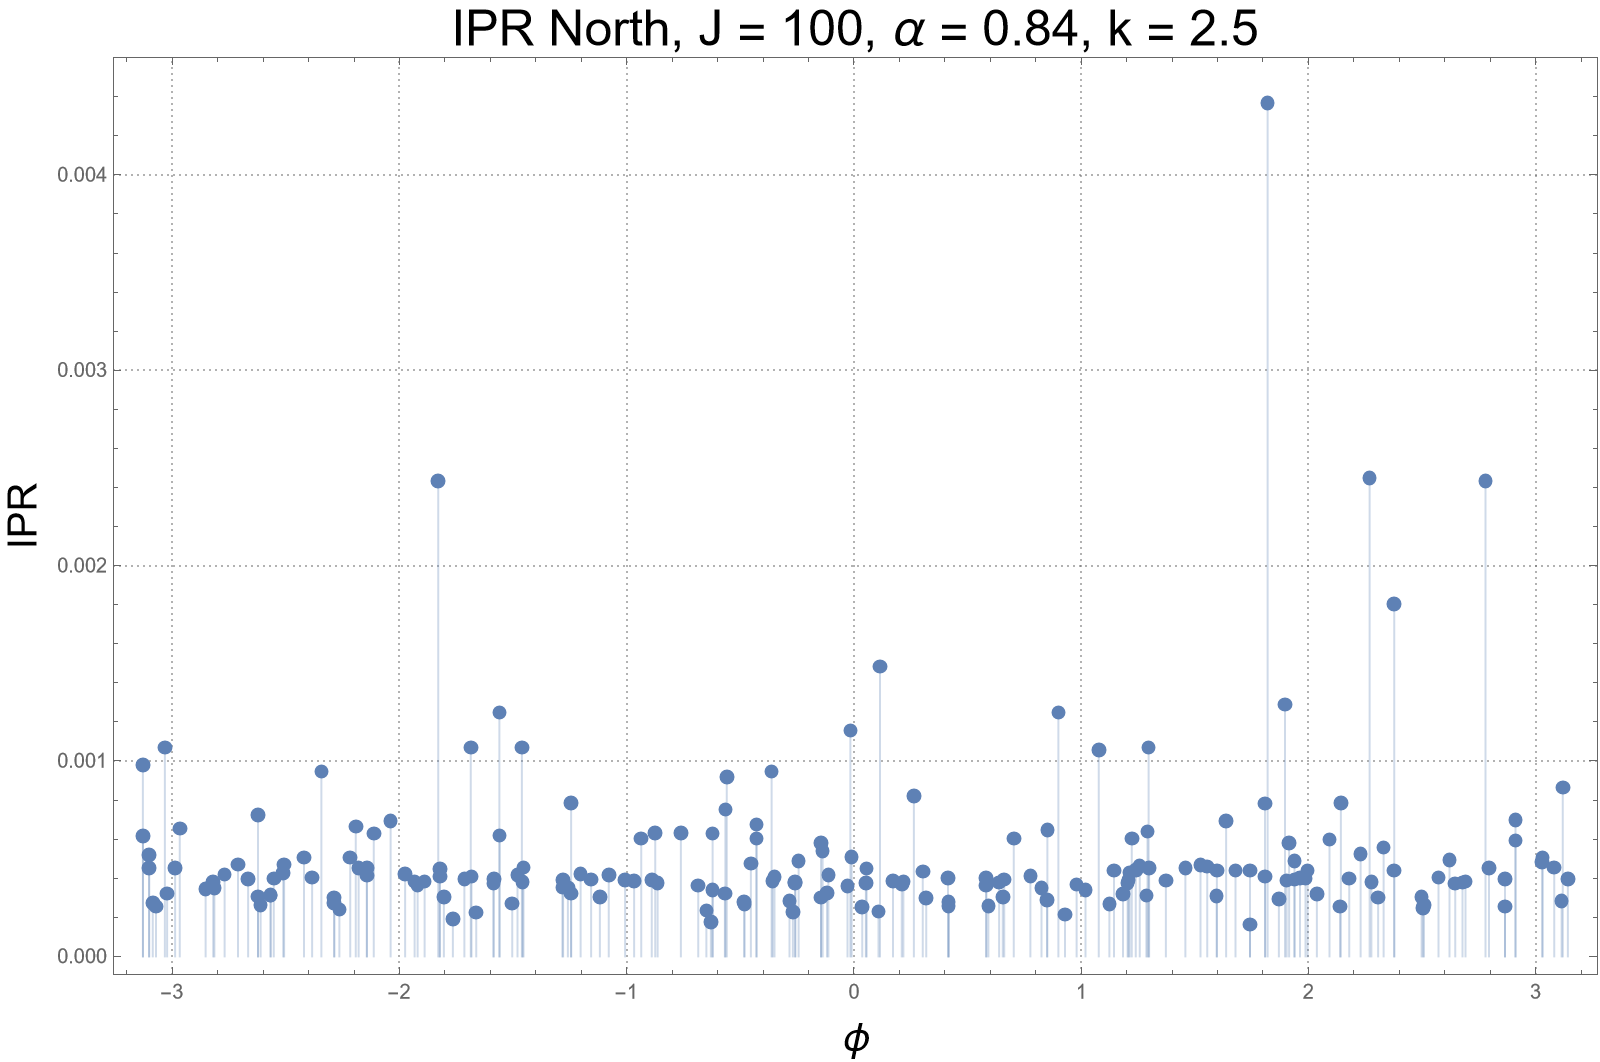 IPR North, J = 100, α = 0.84, k = 2.5
IPR
0.004
0.003
0.002
0.001
0.000
−3 −2 −1 0 1 2 3
ϕ